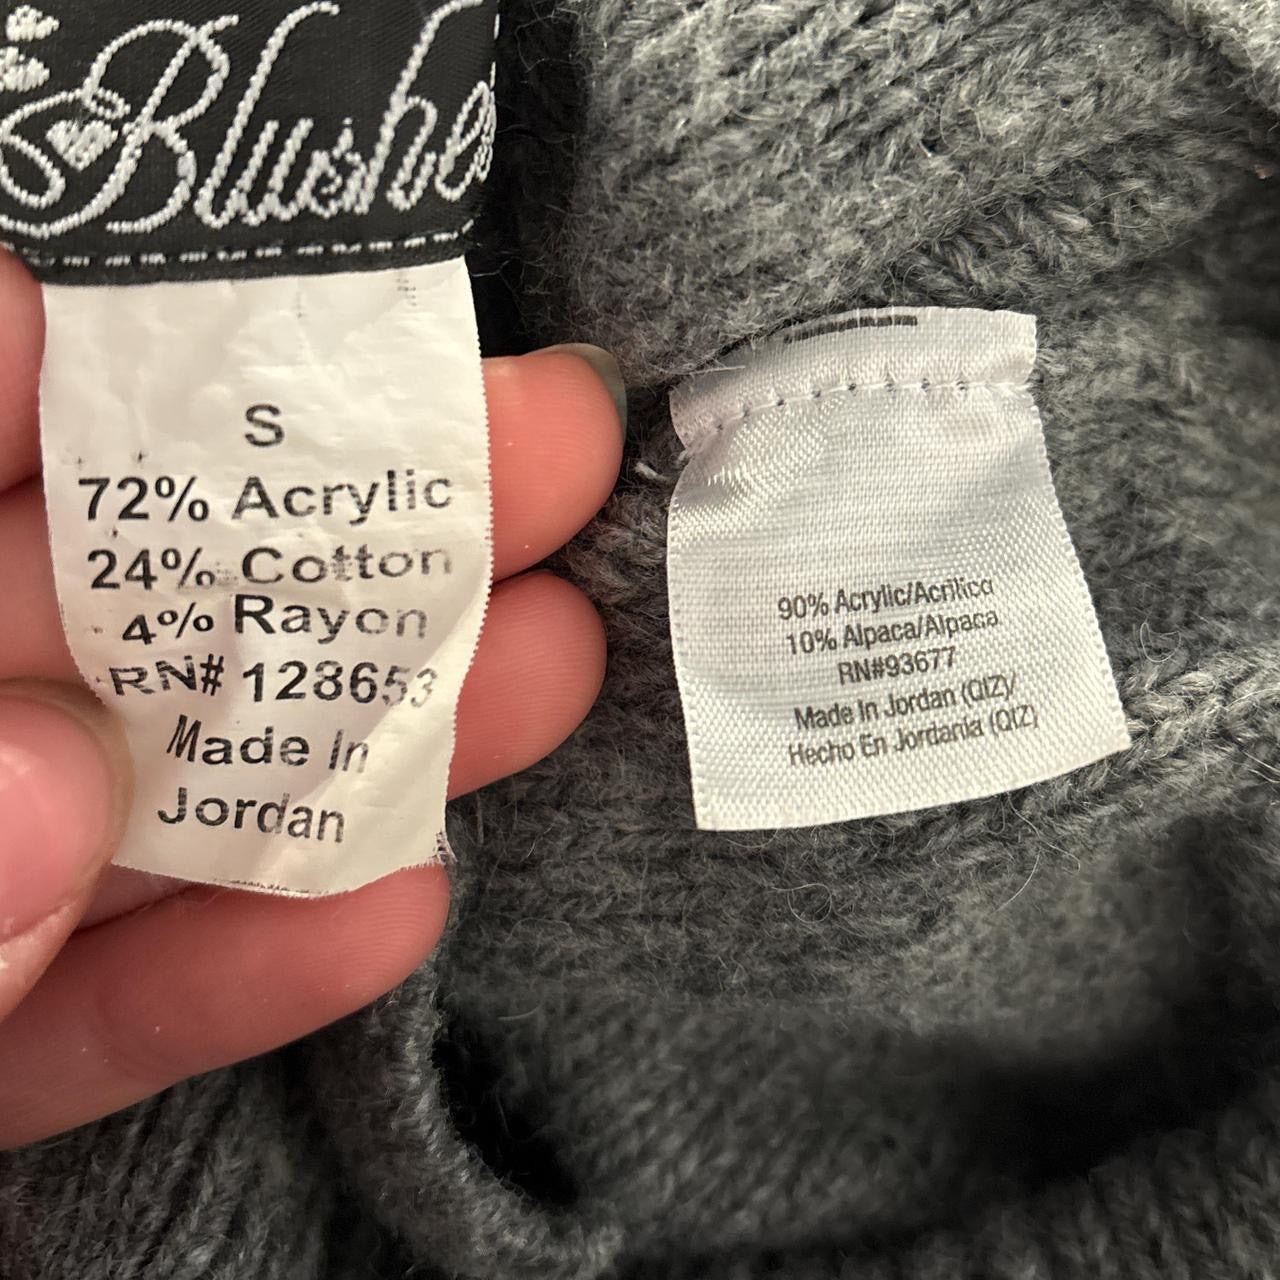 Blushe
S
72% Acrylic
24% Cotton
4% Rayon
RN# 128653
Made In
Jordan
90% Acrylic/Acrílico
10% Alpaca/Alpaca
RN#93677
Made In Jordan (QIZ)/
Hecho En Jordania (QIZ)